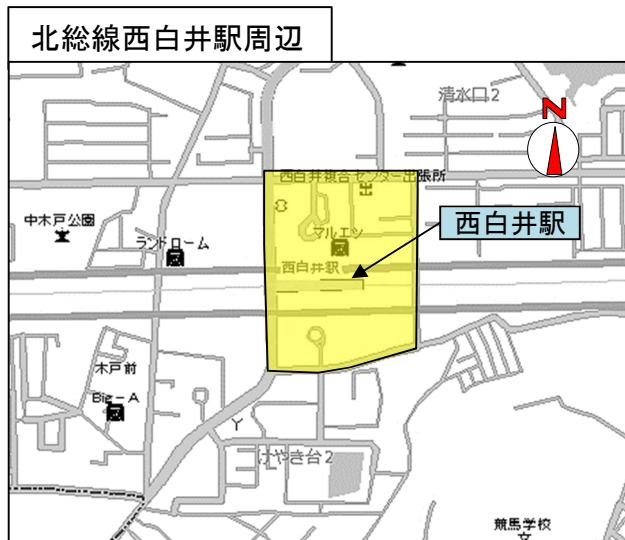 北総線西白井駅周辺
清水口2
N
西白井複合センター出張所
中木戸公園
ランドローム
マルエツ
西白井駅
西白井駅
木戸前
Big-A
けやき台2
競馬学校